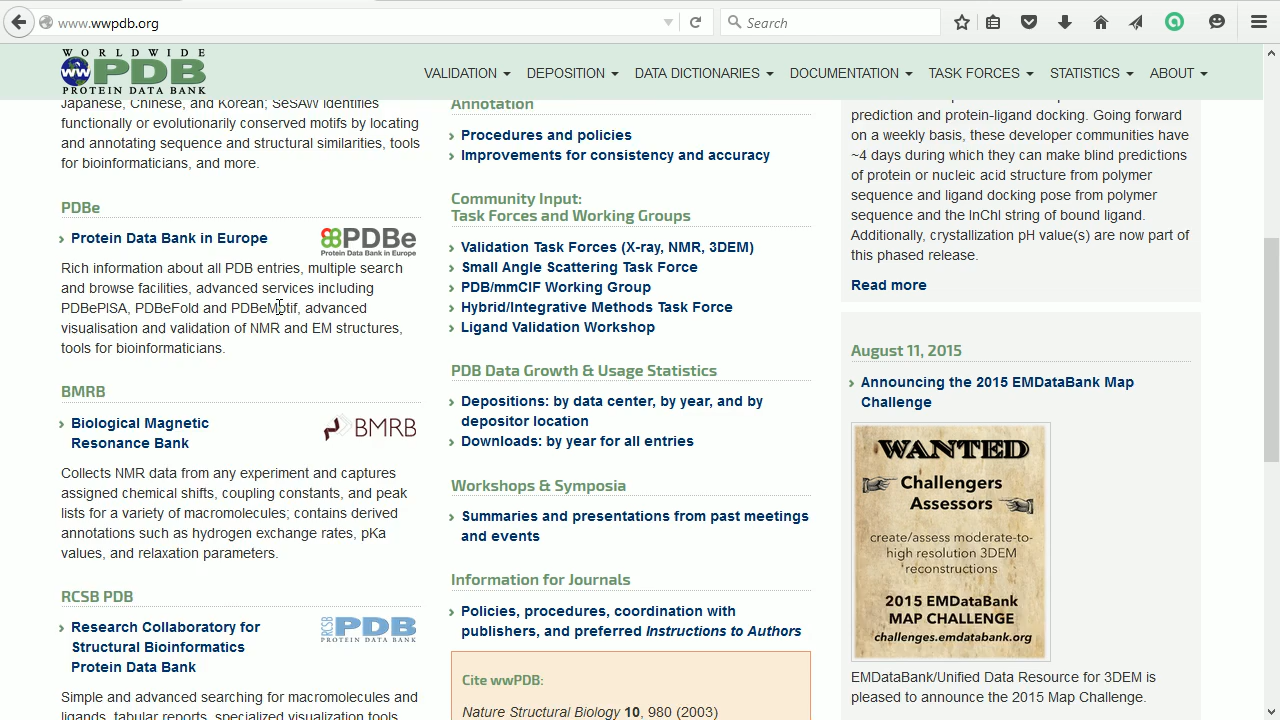 www.wwpdb.org
Search
WORLDWIDE
ww PDB
PROTEIN DATA BANK
VALIDATION
DEPOSITION
DATA DICTIONARIES
DOCUMENTATION
TASK FORCES
STATISTICS
ABOUT
Japanese, Chinese, and Korean; SeSAW identifies
functionally or evolutionarily conserved motifs by locating
and annotating sequence and structural similarities, tools
for bioinformaticians, and more.
PDBe
Protein Data Bank in Europe
PDBe
Protein Data Bank in Europe
Rich information about all PDB entries, multiple search
and browse facilities, advanced services including
PDBePISA, PDBeFold and PDBeMotif, advanced
visualisation and validation of NMR and EM structures,
tools for bioinformaticians.
BMRB
Biological Magnetic
Resonance Bank
BMRB
Collects NMR data from any experiment and captures
assigned chemical shifts, coupling constants, and peak
lists for a variety of macromolecules, contains derived
annotations such as hydrogen exchange rates, pKa
values, and relaxation parameters.
RCSB PDB
Research Collaboratory for
Structural Bioinformatics
Protein Data Bank
RCSB PDB
PROTEIN DATA BANK
Simple and advanced searching for macromolecules and
ligands, tabular reports, specialized visualization tools,
Annotation
Procedures and policies
Improvements for consistency and accuracy
Community Input:
Task Forces and Working Groups
Validation Task Forces (X-ray, NMR, 3DEM)
Small Angle Scattering Task Force
PDB/mmCIF Working Group
Hybrid/Integrative Methods Task Force
Ligand Validation Workshop
PDB Data Growth & Usage Statistics
Depositions: by data center, by year, and by
depositor location
Downloads: by year for all entries
Workshops & Symposia
Summaries and presentations from past meetings
and events
Information for Journals
Policies, procedures, coordination with
publishers, and preferred Instructions to Authors
Cite wwPDB:
Nature Structural Biology 10, 980 (2003)
prediction and protein-ligand docking. Going forward
on a weekly basis, these developer communities have
~4 days during which they can make blind predictions
of protein or nucleic acid structure from polymer
sequence and ligand docking pose from polymer
sequence and the InChI string of bound ligand.
Additionally, crystallization pH value(s) are now part of
this phased release.
Read more
August 11, 2015
Announcing the 2015 EMDataBank Map
Challenge
WANTED
Challengers
Assessors
create/assess moderate-to-
high resolution 3DEM
reconstructions
2015 EMDataBank
MAP CHALLENGE
challenges.emdatabank.org
EMDataBank/Unified Data Resource for 3DEM is
pleased to announce the 2015 Map Challenge.